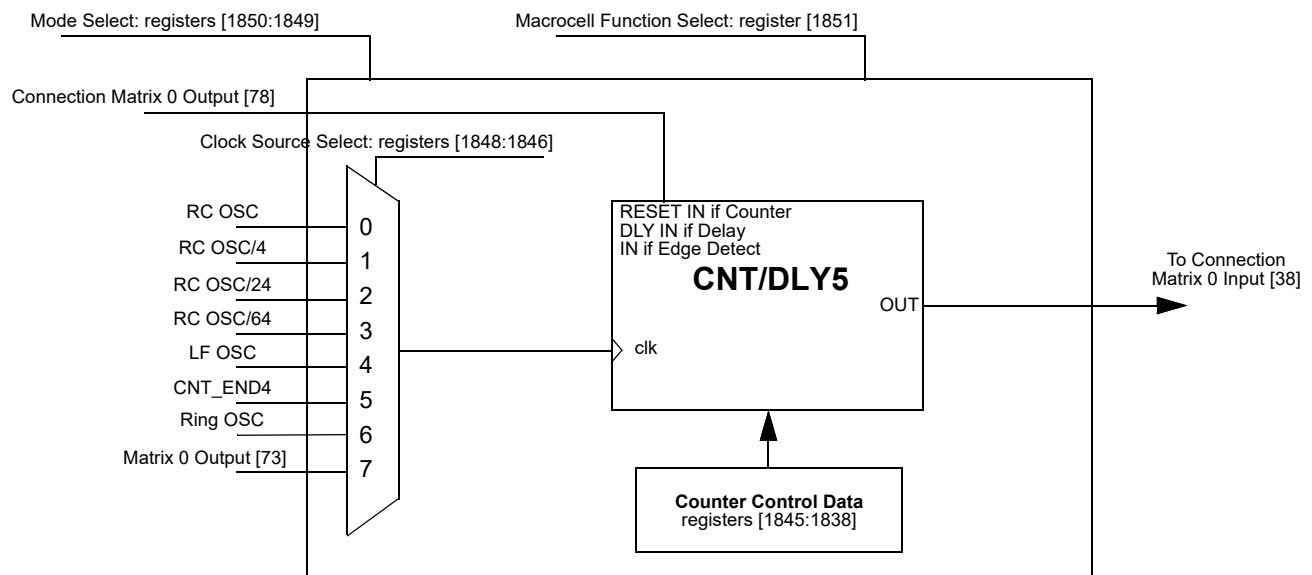 Mode Select: registers [1850:1849]
Macrocell Function Select: register [1851]
Connection Matrix 0 Output [78]
Clock Source Select: registers [1848:1846]
RC OSC
0
RC OSC/4
1
RC OSC/24
2
RC OSC/64
3
LF OSC
4
CNT_END4
5
Ring OSC
6
Matrix 0 Output [73]
7
RESET IN if Counter
DLY IN if Delay
IN if Edge Detect
CNT/DLY5
OUT
clk
To Connection
Matrix 0 Input [38]
Counter Control Data
registers [1845:1838]